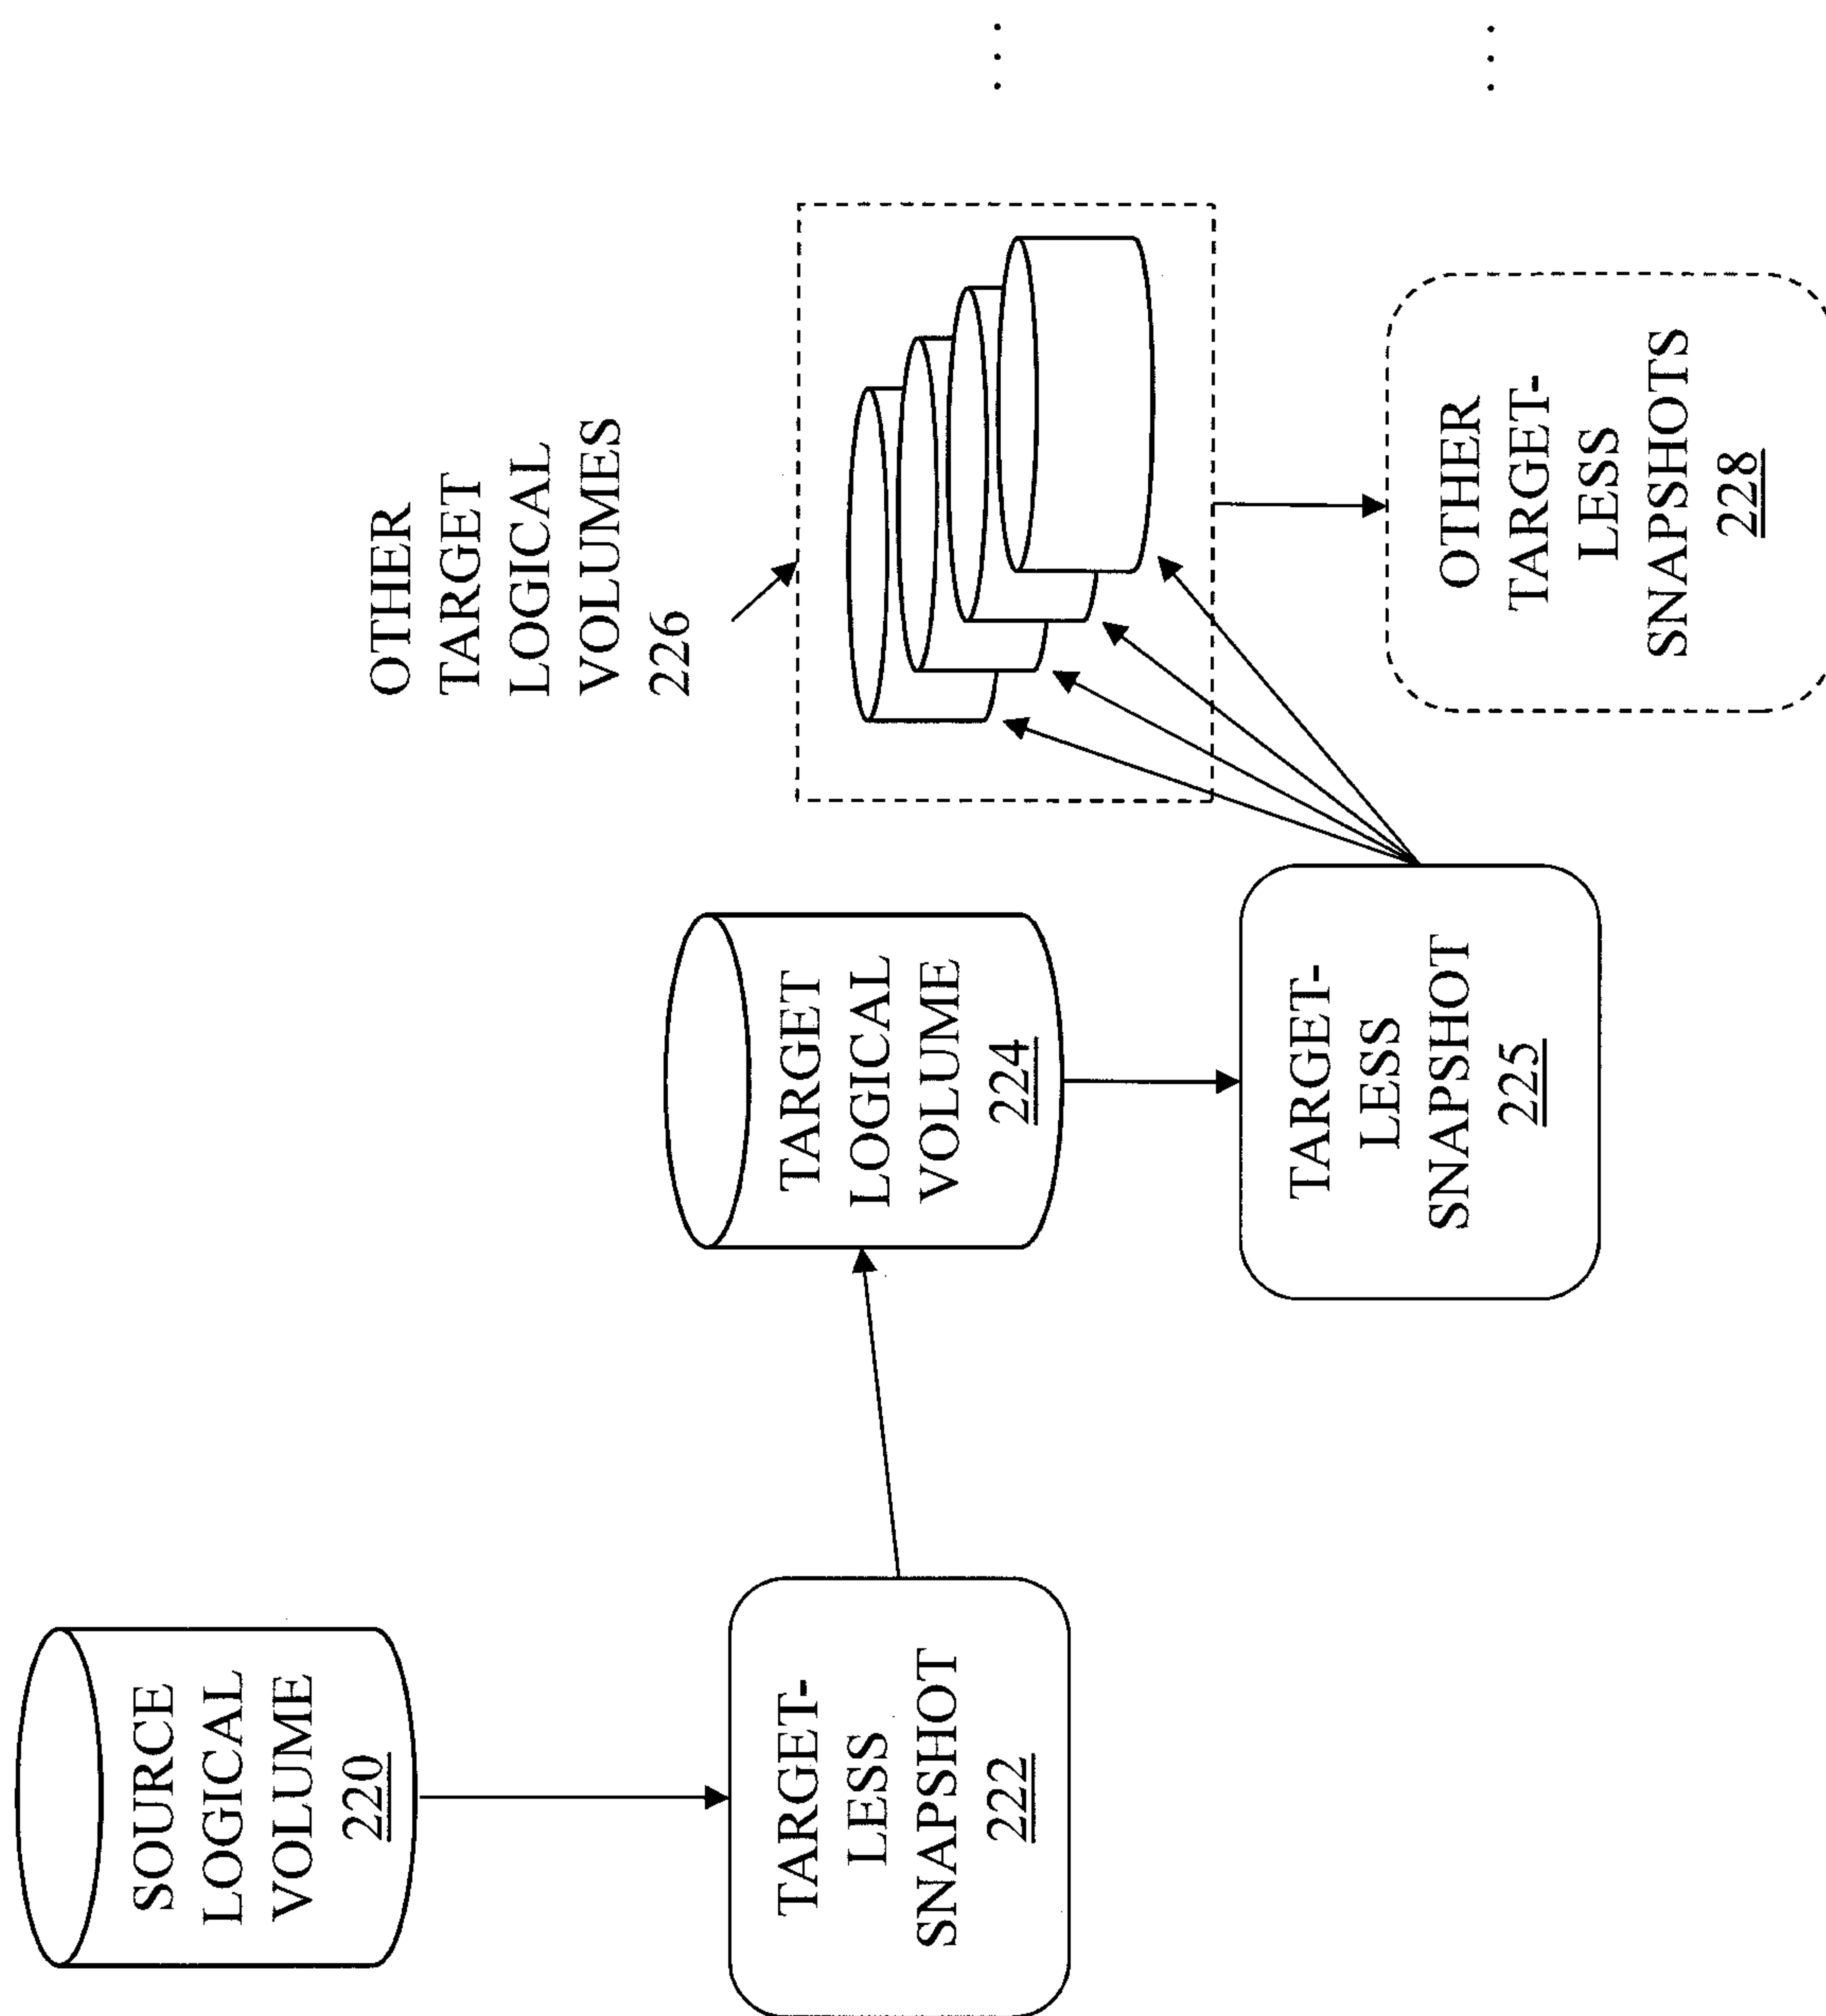 SOURCE
LOGICAL
VOLUME
220
TARGET-
LESS
SNAPSHOT
222
TARGET
LOGICAL
VOLUME
224
TARGET-
LESS
SNAPSHOT
225
OTHER
TARGET
LOGICAL
VOLUMES
226
OTHER
TARGET-
LESS
SNAPSHOTS
228
. . .
. . .